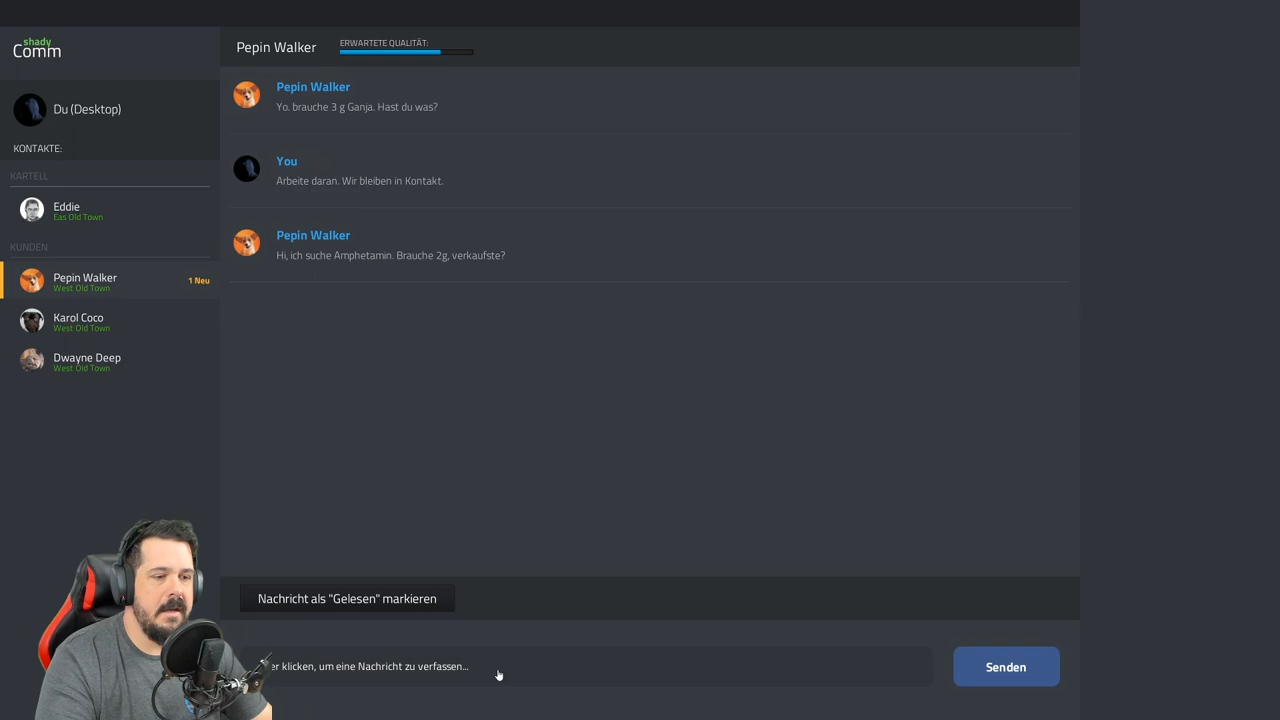 shady
Comm
Du (Desktop)
KONTAKTE:
KARTELL
Eddie
Eas Old Town
KUNDEN
Pepin Walker
West Old Town
1 Neu
Karol Coco
West Old Town
Dwayne Deep
West Old Town
Pepin Walker
ERWARTETE QUALITÄT:
Pepin Walker
Yo. brauche 3 g Ganja. Hast du was?
You
Arbeite daran. Wir bleiben in Kontakt.
Pepin Walker
Hi, ich suche Amphetamin. Brauche 2g, verkaufste?
Nachricht als "Gelesen" markieren
er klicken, um eine Nachricht zu verfassen...
Senden